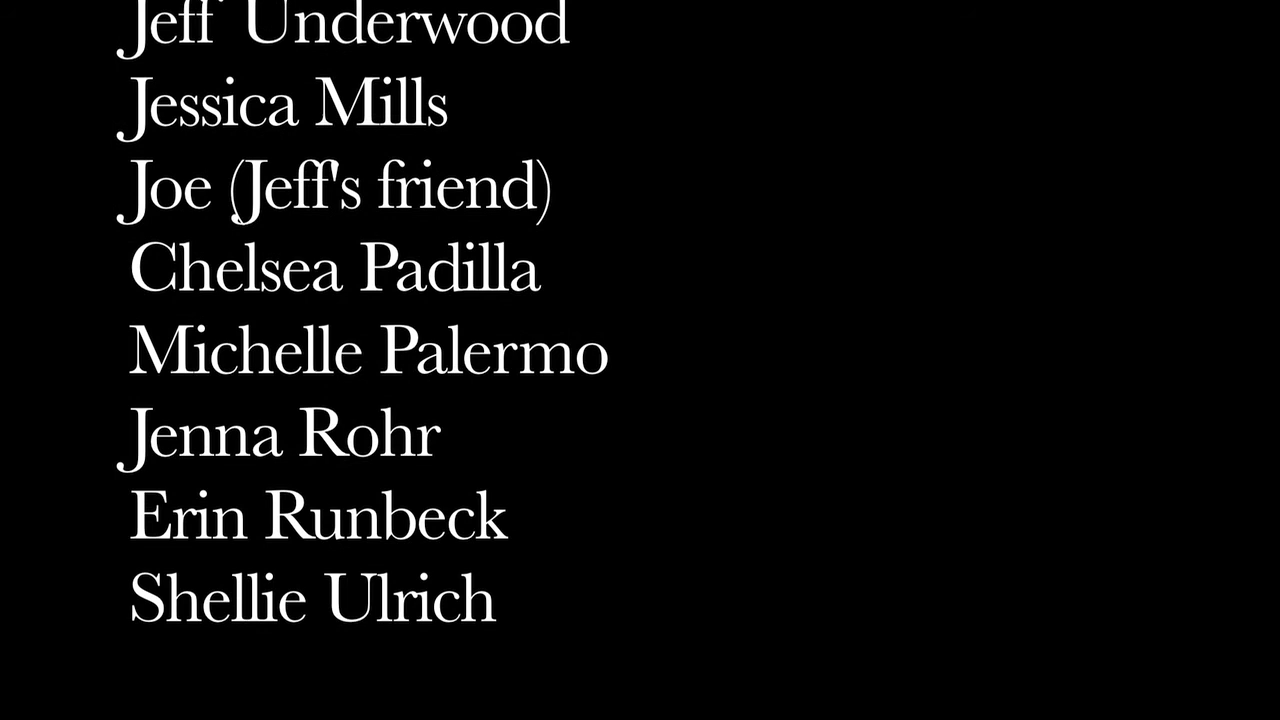 Jeff Underwood
Jessica Mills
Joe (Jeff's friend)
Chelsea Padilla
Michelle Palermo
Jenna Rohr
Erin Runbeck
Shellie Ulrich